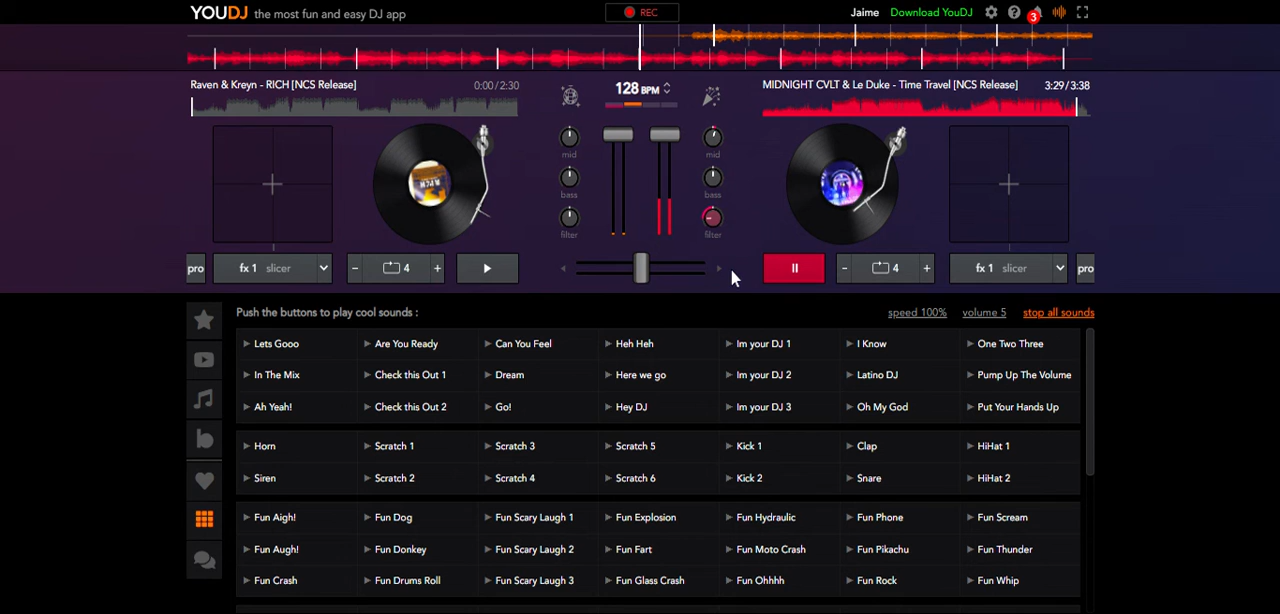 YOUDJ the most fun and easy DJ app
REC
Jaime
Download YouDJ
3
Raven & Kreyn - RICH [NCS Release]
0:00/2:30
128 BPM
MIDNIGHT CVLT & Le Duke - Time Travel [NCS Release]
3:29/3:38
mid
mid
bass
bass
filter
filter
pro
fx 1 slicer
- 4 +
- 4 +
fx 1 slicer
pro
Push the buttons to play cool sounds :
speed 100%
volume 5
stop all sounds
Lets Gooo
Are You Ready
Can You Feel
Heh Heh
Im your DJ 1
I Know
One Two Three
In The Mix
Check this Out 1
Dream
Here we go
Im your DJ 2
Latino DJ
Pump Up The Volume
Ah Yeah!
Check this Out 2
Go!
Hey DJ
Im your DJ 3
Oh My God
Put Your Hands Up
Horn
Scratch 1
Scratch 3
Scratch 5
Kick 1
Clap
HiHat 1
Siren
Scratch 2
Scratch 4
Scratch 6
Kick 2
Snare
HiHat 2
Fun Aigh!
Fun Dog
Fun Scary Laugh 1
Fun Explosion
Fun Hydraulic
Fun Phone
Fun Scream
Fun Augh!
Fun Donkey
Fun Scary Laugh 2
Fun Fart
Fun Moto Crash
Fun Pikachu
Fun Thunder
Fun Crash
Fun Drums Roll
Fun Scary Laugh 3
Fun Glass Crash
Fun Ohhhh
Fun Rock
Fun Whip